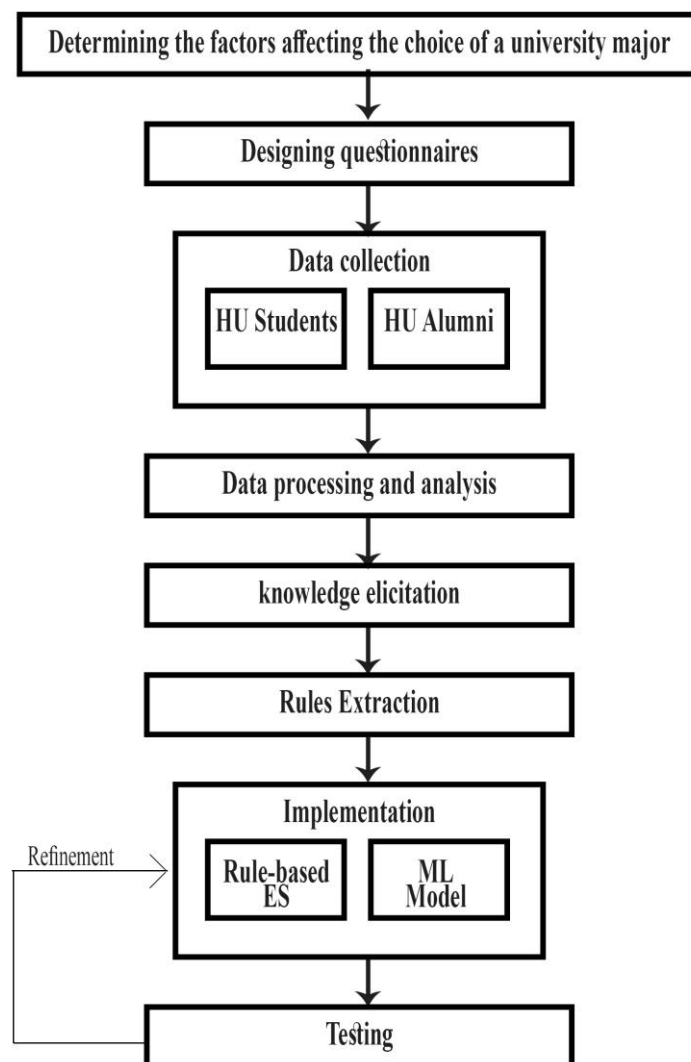 Determining the factors affecting the choice of a university major
Designing questionnaires
Data collection
HU Students
HU Alumni
Data processing and analysis
knowledge elicitation
Rules Extraction
Implementation
Refinement
Rule-based
ES
ML
Model
Testing